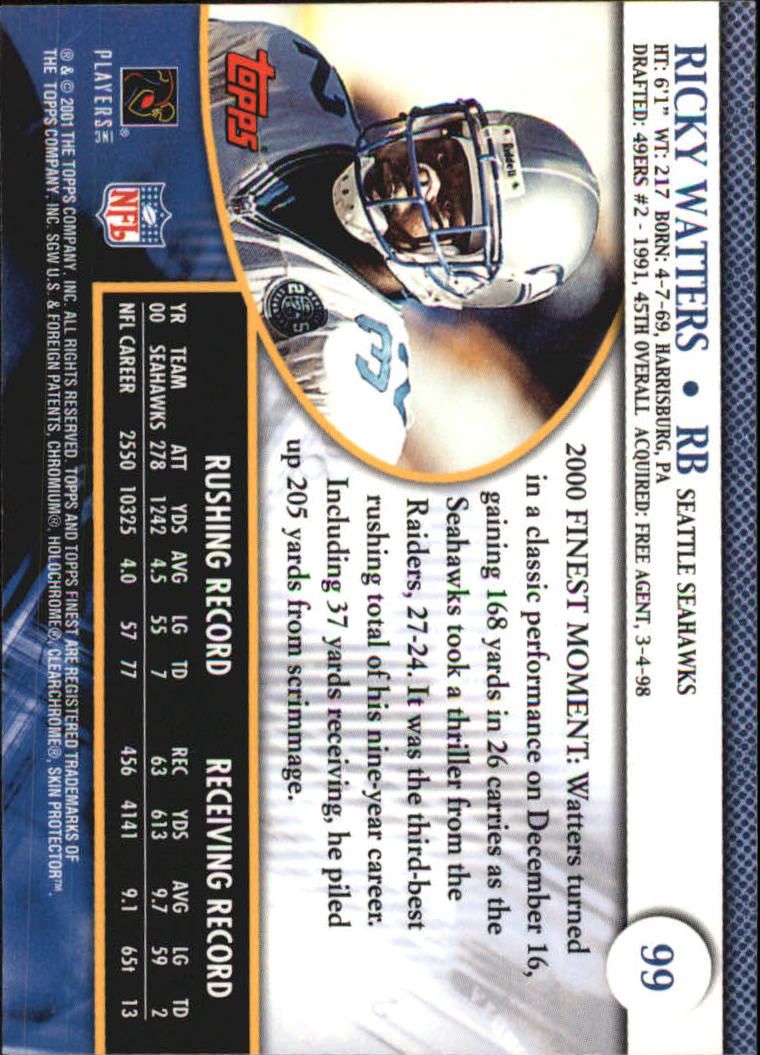 RICKY WATTERS • RB SEATTLE SEAHAWKS
HT: 6'1" WT: 217 BORN: 4-7-69, HARRISBURG, PA
DRAFTED: 49ERS #2 - 1991, 45TH OVERALL ACQUIRED: FREE AGENT, 3-4-98
99
2000 FINEST MOMENT: Watters turned
in a classic performance on December 16,
gaining 168 yards in 26 carries as the
Seahawks took a thriller from the
Raiders, 27-24. It was the third-best
rushing total of his nine-year career.
Including 37 yards receiving, he piled
up 205 yards from scrimmage.
Riddell
32
topps
RUSHING RECORD RECEIVING RECORD
YR TEAM ATT YDS AVG LG TD REC YDS AVG LG TD
00 SEAHAWKS 278 1242 4.5 55 7 63 613 9.7 59 2
NFL CAREER 2550 10325 4.0 57 77 456 4141 9.1 65t 13
PLAYERS INC ®
NFL
® & © 2001 THE TOPPS COMPANY, INC. ALL RIGHTS RESERVED. TOPPS AND TOPPS FINEST ARE REGISTERED TRADEMARKS OF
THE TOPPS COMPANY, INC. SGW U.S. & FOREIGN PATENTS, CHROMIUM®, HOLOCHROME®, CLEARCHROME®, SKIN PROTECTOR™.